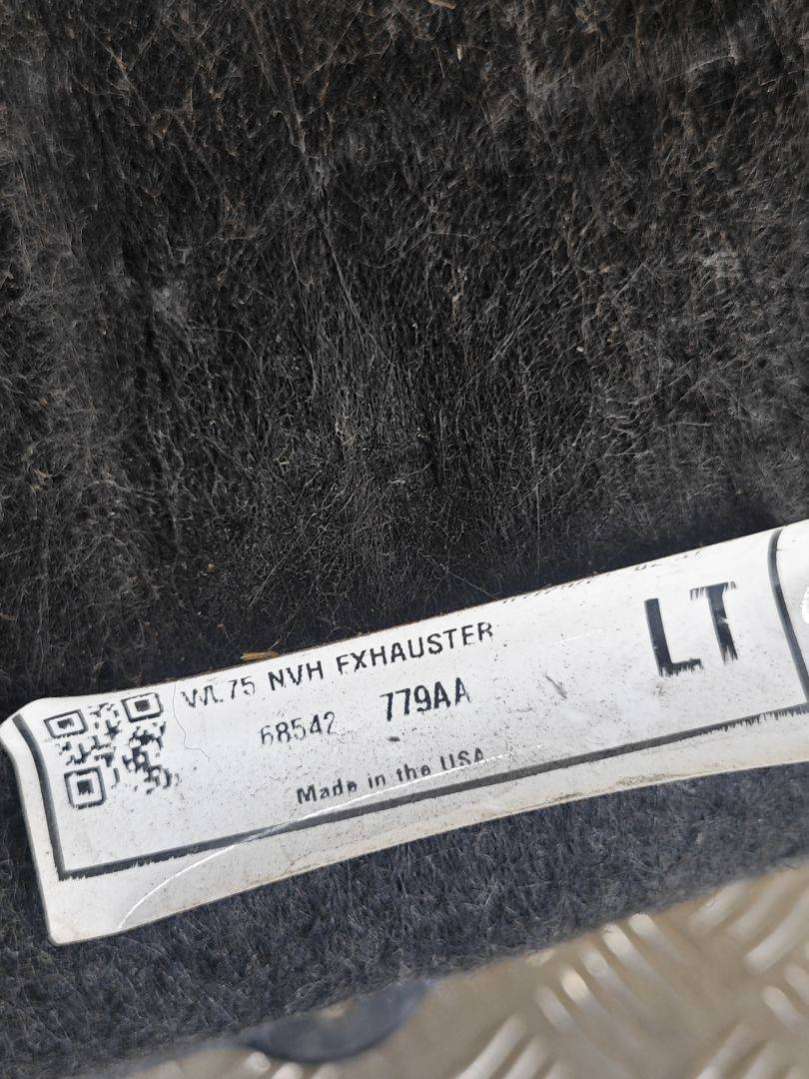 WL75 NVH EXHAUSTER
LT
68542 779AA
Made in the USA